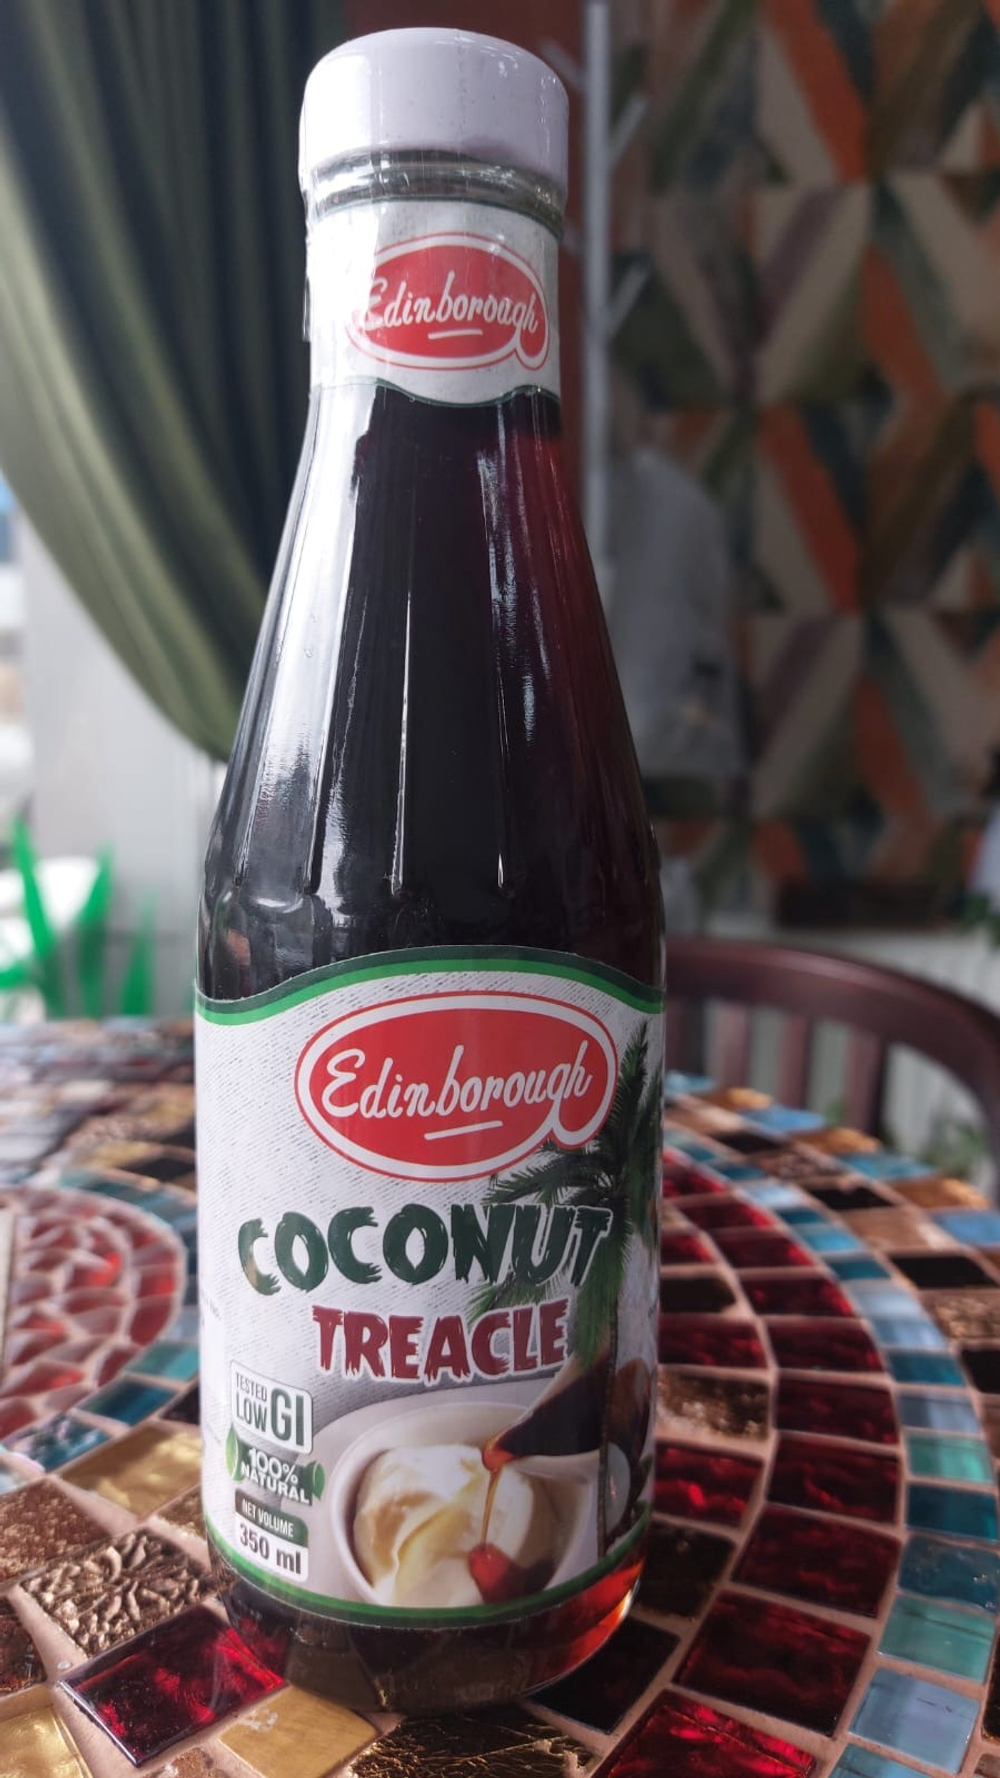 Edinborough
Edinborough
COCONUT
TREACLE
TESTED
LOW GI
100%
NATURAL
NET VOLUME
350 ml